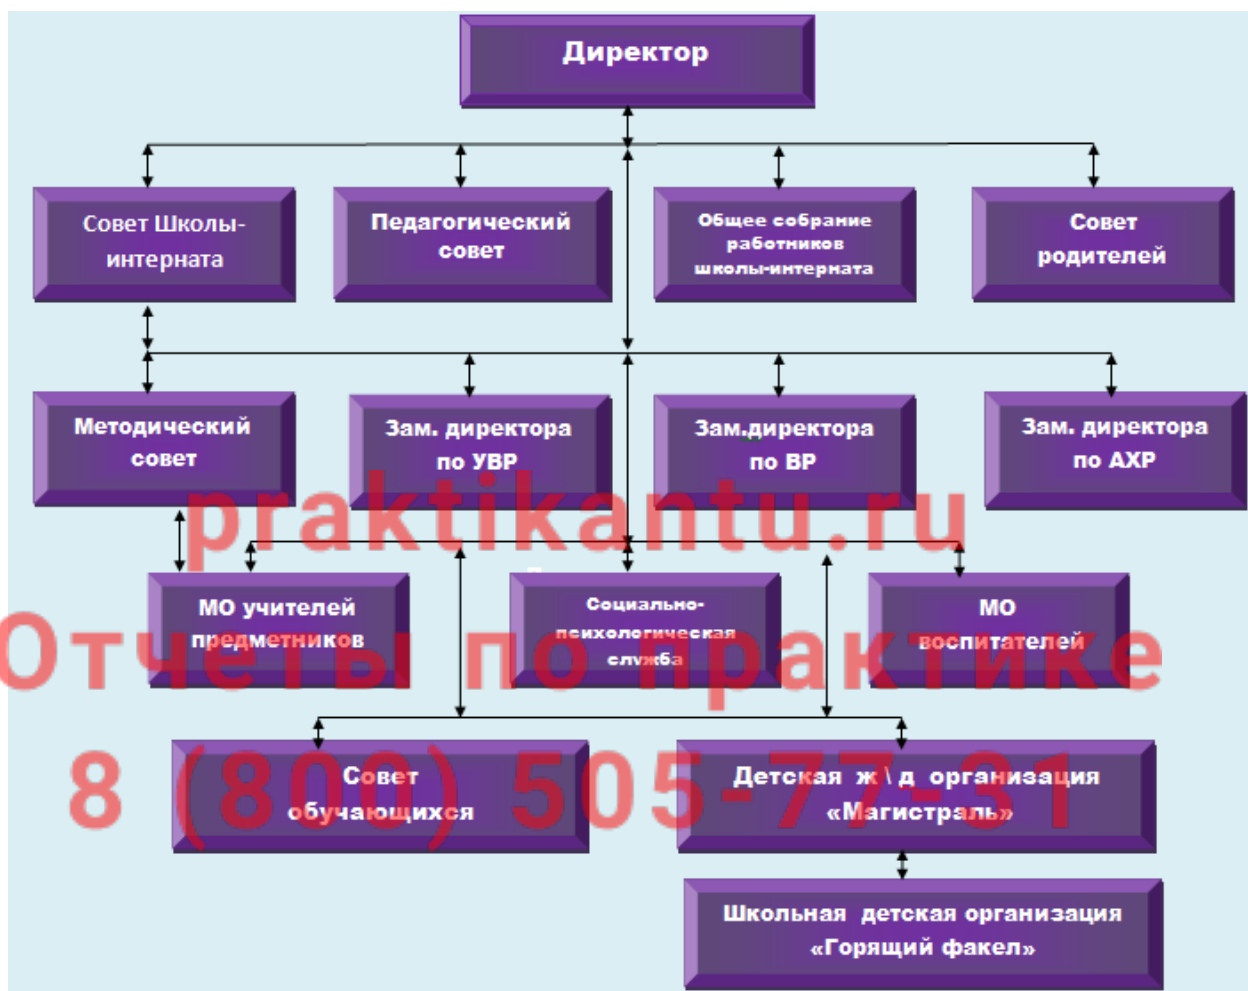 Директор
Совет Школы-
интерната
Педагогический
совет
Общее собрание
работников
школы-интерната
Совет
родителей
Методический
совет
Зам. директора
по УВР
Зам.директора
по ВР
Зам. директора
по АХР
praktikantu.ru
МО учителей
предметников
Социально-
психологическая
служба
МО
воспитателей
Отчеты по практике
Совет
обучающихся
Детская ж\д организация
«Магистраль»
8 (800) 505-77-31
Школьная детская организация
«Горящий факел»